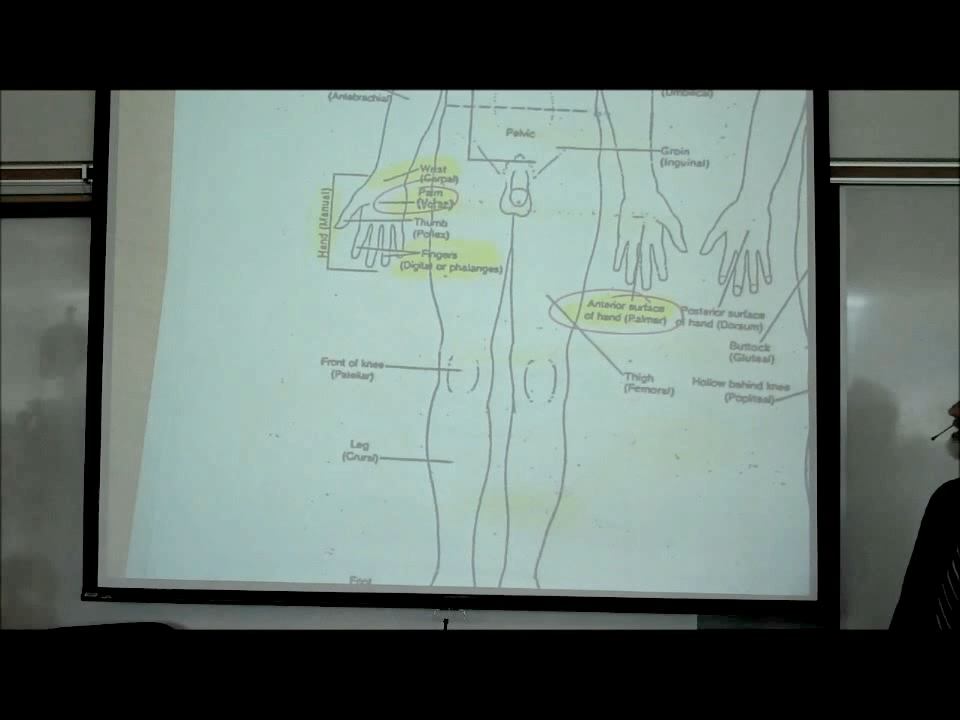 (Antebrachial)
(Umbilical)
Pelvic
Groin
(Inguinal)
Hand (Manual)
Wrist
(Carpal)
Palm
(Volar)
Thumb
(Pollex)
Fingers
(Digital or phalanges)
Anterior surface
of hand (Palmar)
Posterior surface
of hand (Dorsum)
Buttock
(Gluteal)
Front of knee
(Patellar)
Thigh
(Femoral)
Hollow behind knee
(Popliteal)
Leg
(Crural)
Foot